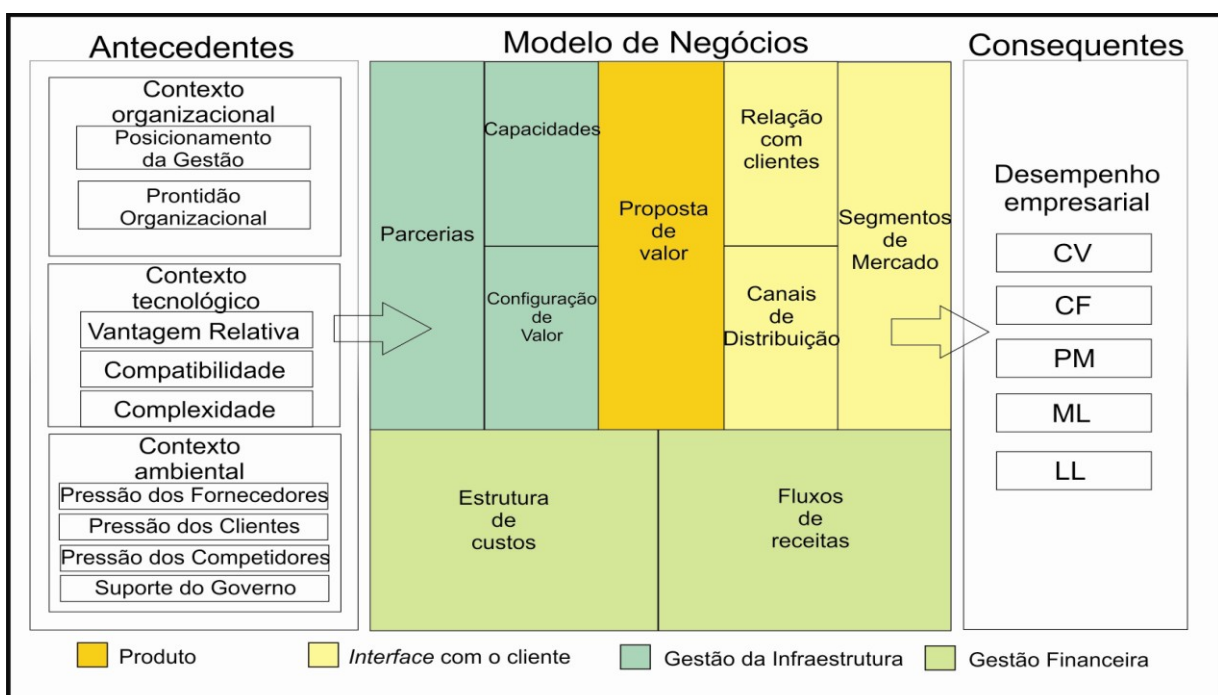 Antecedentes
Modelo de Negócios
Consequentes
Contexto
organizacional
Posicionamento
da Gestão
Prontidão
Organizacional
Contexto
tecnológico
Vantagem Relativa
Compatibilidade
Complexidade
Contexto
ambiental
Pressão dos Fornecedores
Pressão dos Clientes
Pressão dos Competidores
Suporte do Governo
Parcerias
Capacidades
Configuração
de
Valor
Proposta
de
valor
Relação
com
clientes
Canais
de
Distribuição
Segmentos
de
Mercado
Estrutura
de
custos
Fluxos
de
receitas
Desempenho
empresarial
CV
CF
PM
ML
LL
Produto
Interface com o cliente
Gestão da Infraestrutura
Gestão Financeira